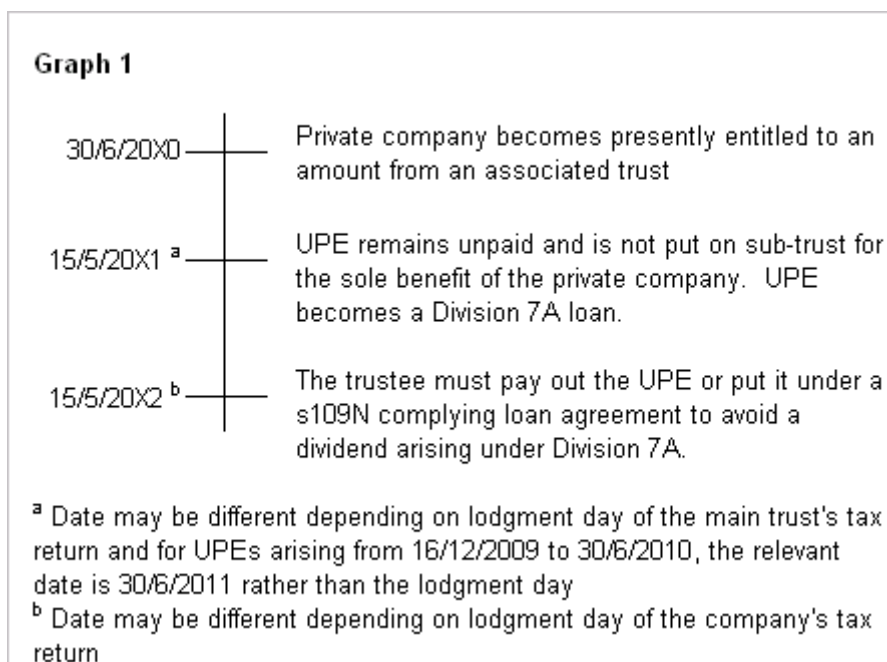 Graph 1
30/6/20X0
Private company becomes presently entitled to an
amount from an associated trust
15/5/20X1 a
UPE remains unpaid and is not put on sub-trust for
the sole benefit of the private company.  UPE
becomes a Division 7A loan.
15/5/20X2 b
The trustee must pay out the UPE or put it under a
s109N complying loan agreement to avoid a
dividend arising under Division 7A.
a Date may be different depending on lodgment day of the main trust's tax
return and for UPEs arising from 16/12/2009 to 30/6/2010, the relevant
date is 30/6/2011 rather than the lodgment day
b Date may be different depending on lodgment day of the company's tax
return